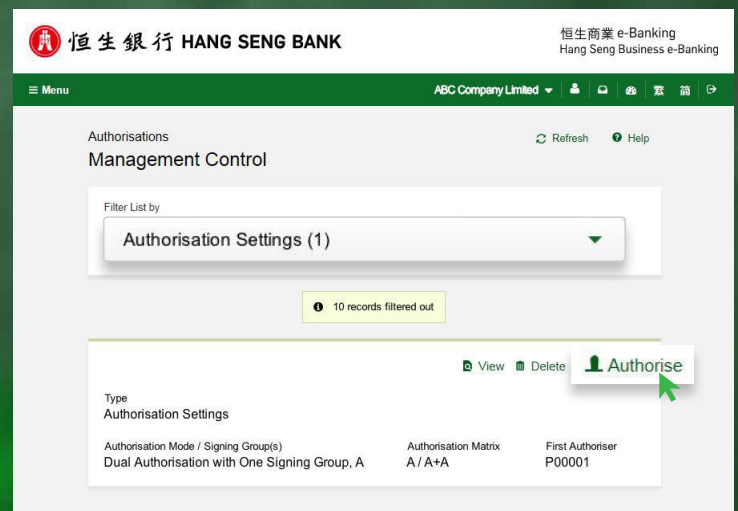 恒生銀行 HANG SENG BANK
恒生商業 e-Banking
Hang Seng Business e-Banking
Menu
ABC Company Limited
繁 简
Authorisations
Refresh Help
Management Control
Filter List by
Authorisation Settings (1)
10 records filtered out
View Delete Authorise
Type
Authorisation Settings
Authorisation Mode / Signing Group(s) Authorisation Matrix First Authoriser
Dual Authorisation with One Signing Group, A A / A+A P00001